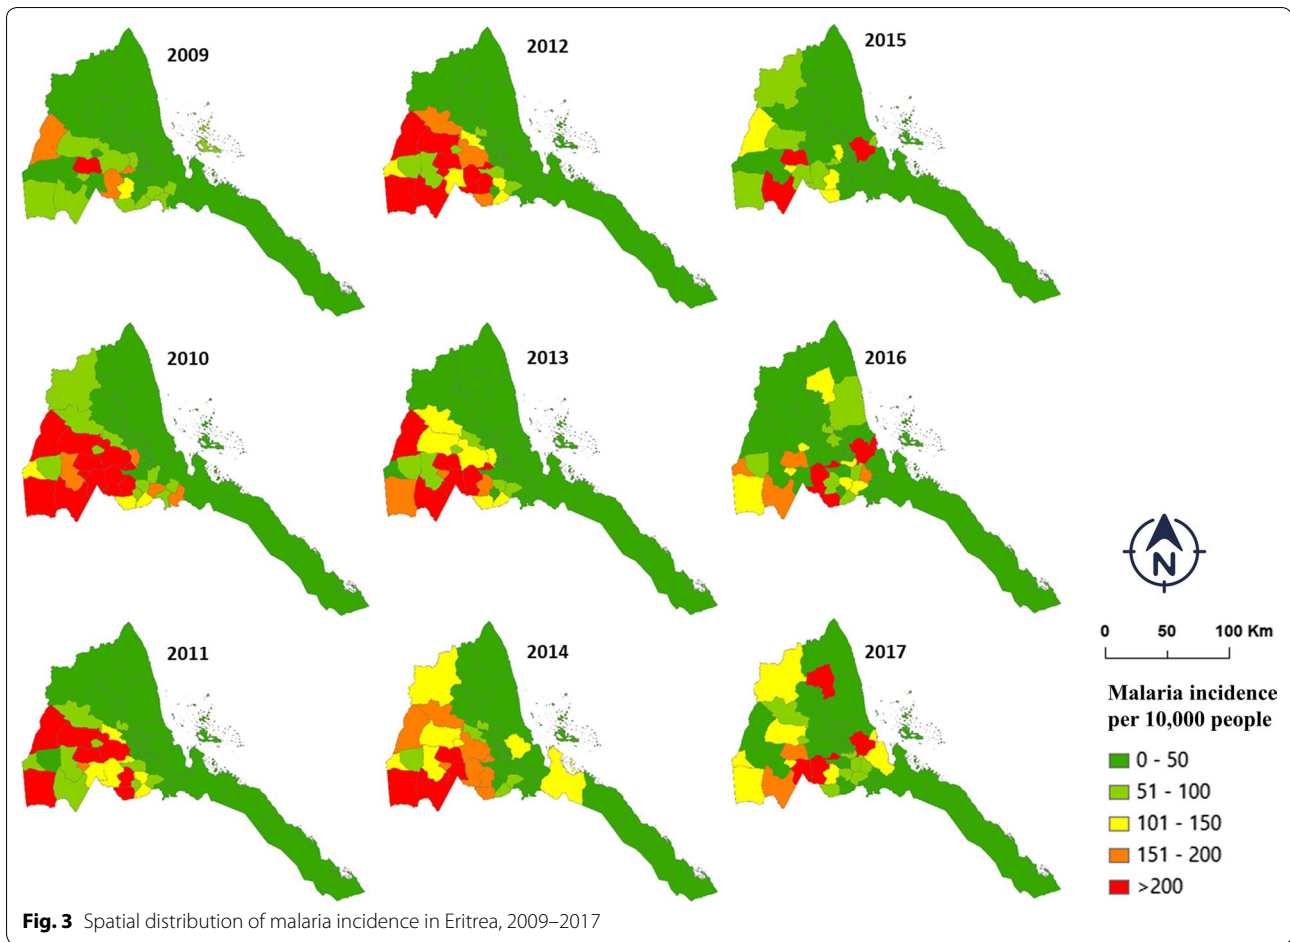 2009
2012
2015
2010
2013
2016
2011
2014
2017
N
0 50 100 Km
Malaria incidence
per 10,000 people
0 - 50
51 - 100
101 - 150
151 - 200
>200
Fig. 3 Spatial distribution of malaria incidence in Eritrea, 2009–2017